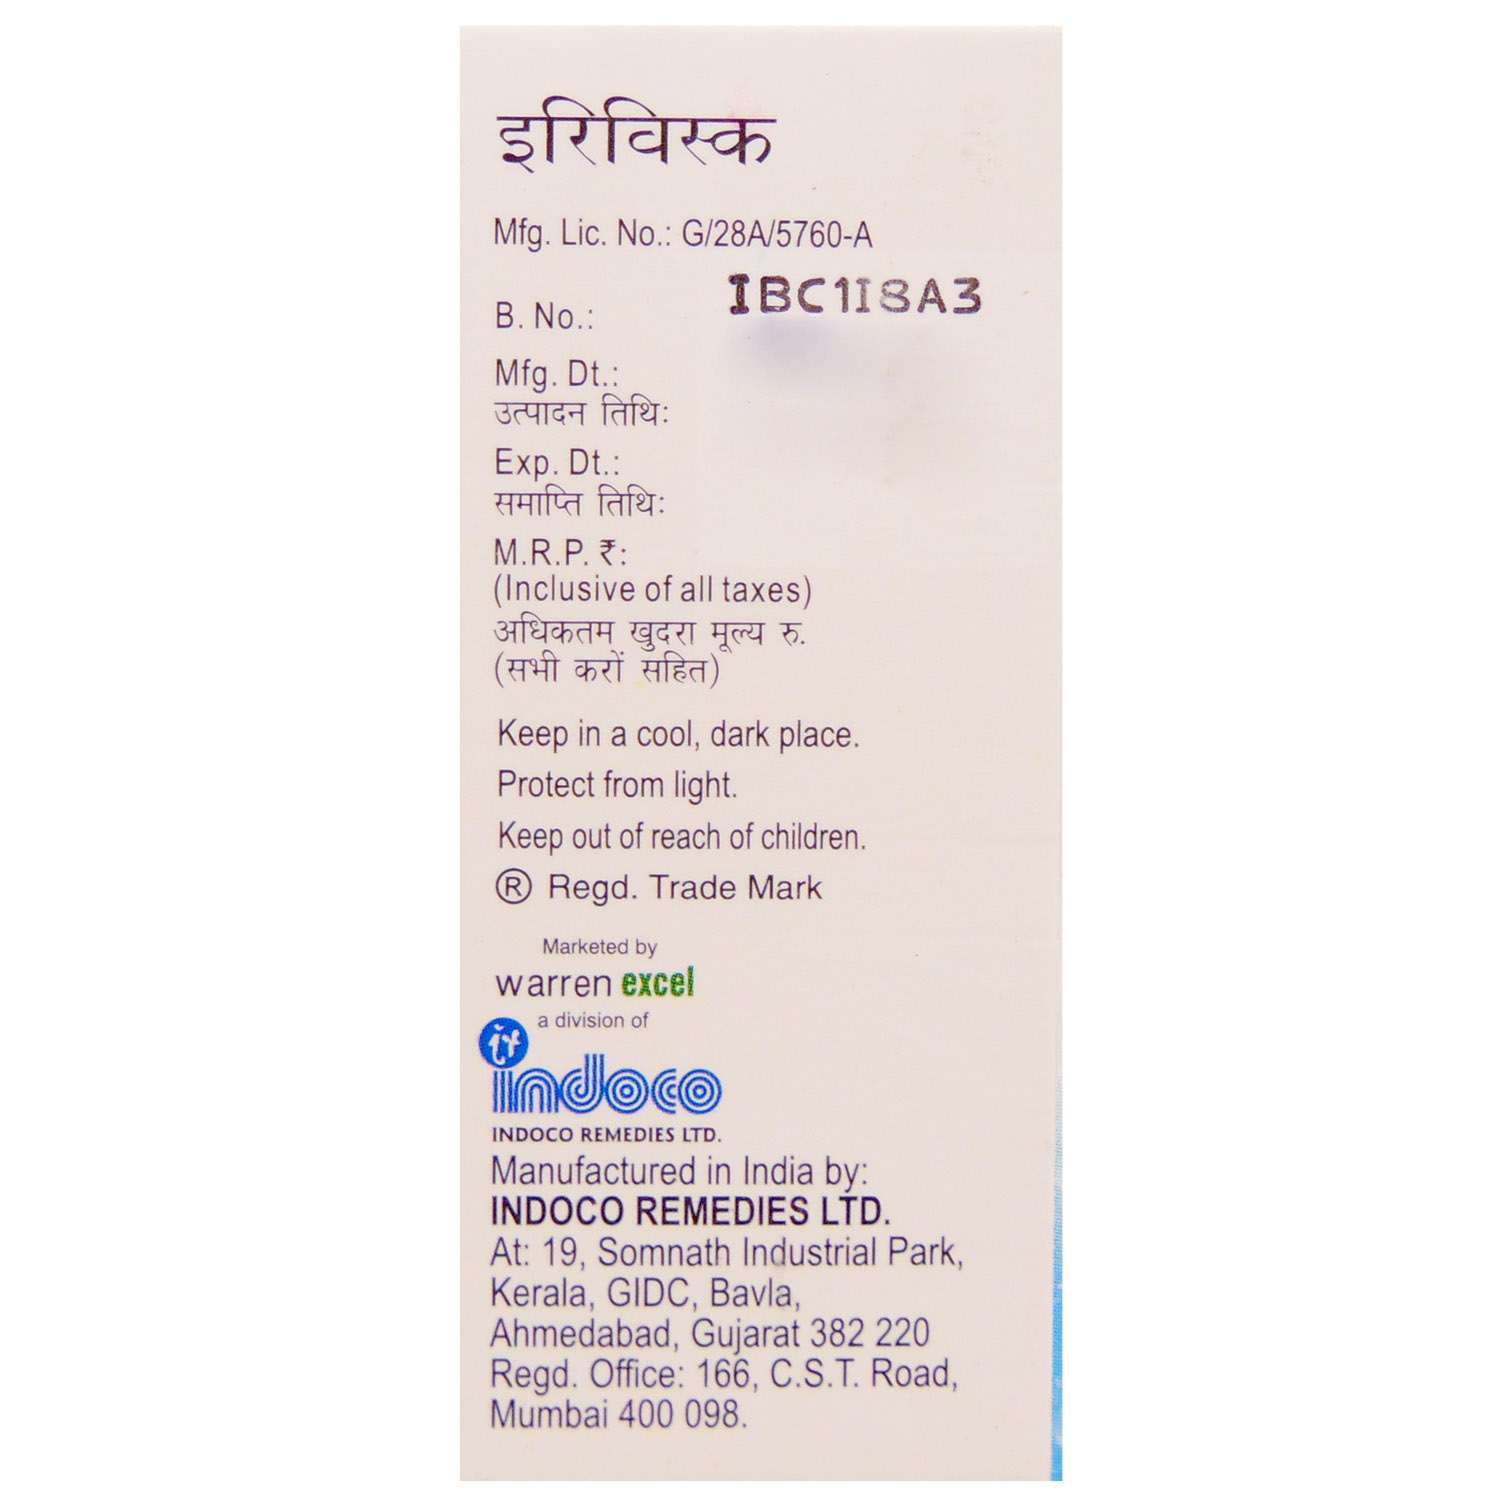 इरिविस्क
Mfg. Lic. No.: G/28A/5760-A
IBC1I8A3
B. No.:
Mfg. Dt.:
उत्पादन तिथि:
Exp. Dt.:
समाप्ति तिथि:
M.R.P. ₹:
(Inclusive of all taxes)
अधिकतम खुदरा मूल्य रु.
(सभी करों सहित)
Keep in a cool, dark place.
Protect from light.
Keep out of reach of children.
® Regd. Trade Mark
Marketed by
warren excel
a division of
indoco
INDOCO REMEDIES LTD.
Manufactured in India by:
INDOCO REMEDIES LTD.
At: 19, Somnath Industrial Park,
Kerala, GIDC, Bavla,
Ahmedabad, Gujarat 382 220
Regd. Office: 166, C.S.T. Road,
Mumbai 400 098.